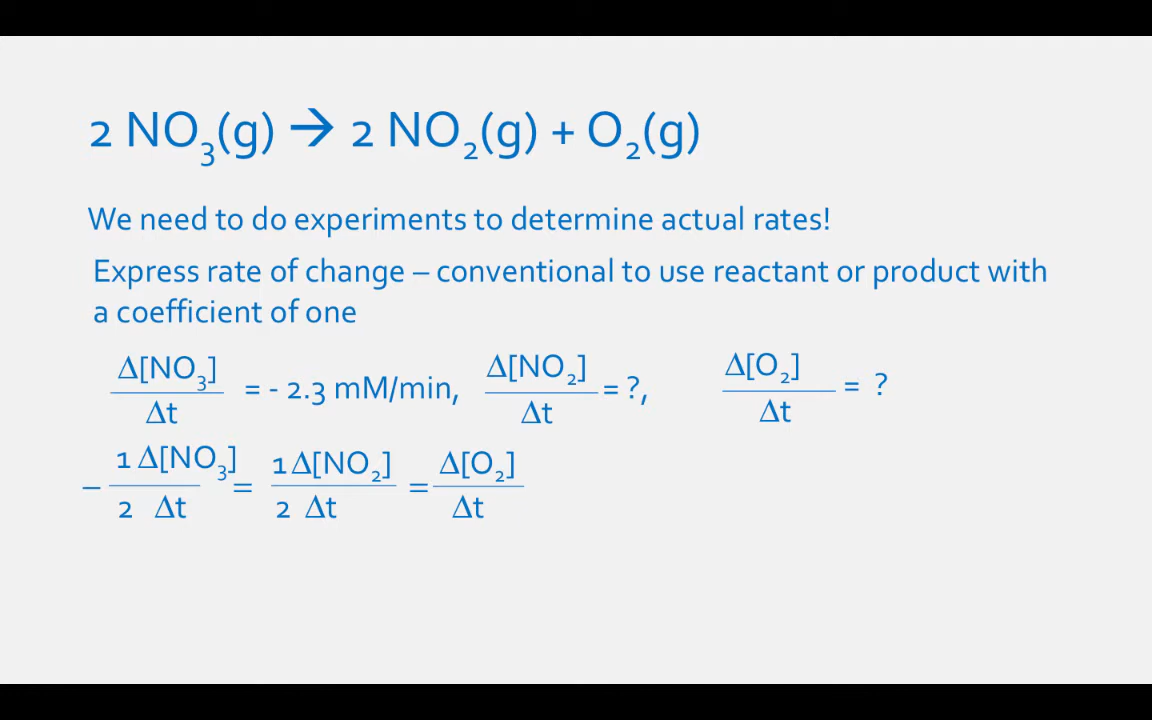 2 NO₃(g) → 2 NO₂(g) + O₂(g)
We need to do experiments to determine actual rates!
Express rate of change – conventional to use reactant or product with
a coefficient of one
Δ[NO₃]/Δt = - 2.3 mM/min, Δ[NO₂]/Δt = ?, Δ[O₂]/Δt = ?
– 1 Δ[NO₃]/2 Δt = 1 Δ[NO₂]/2 Δt = Δ[O₂]/Δt